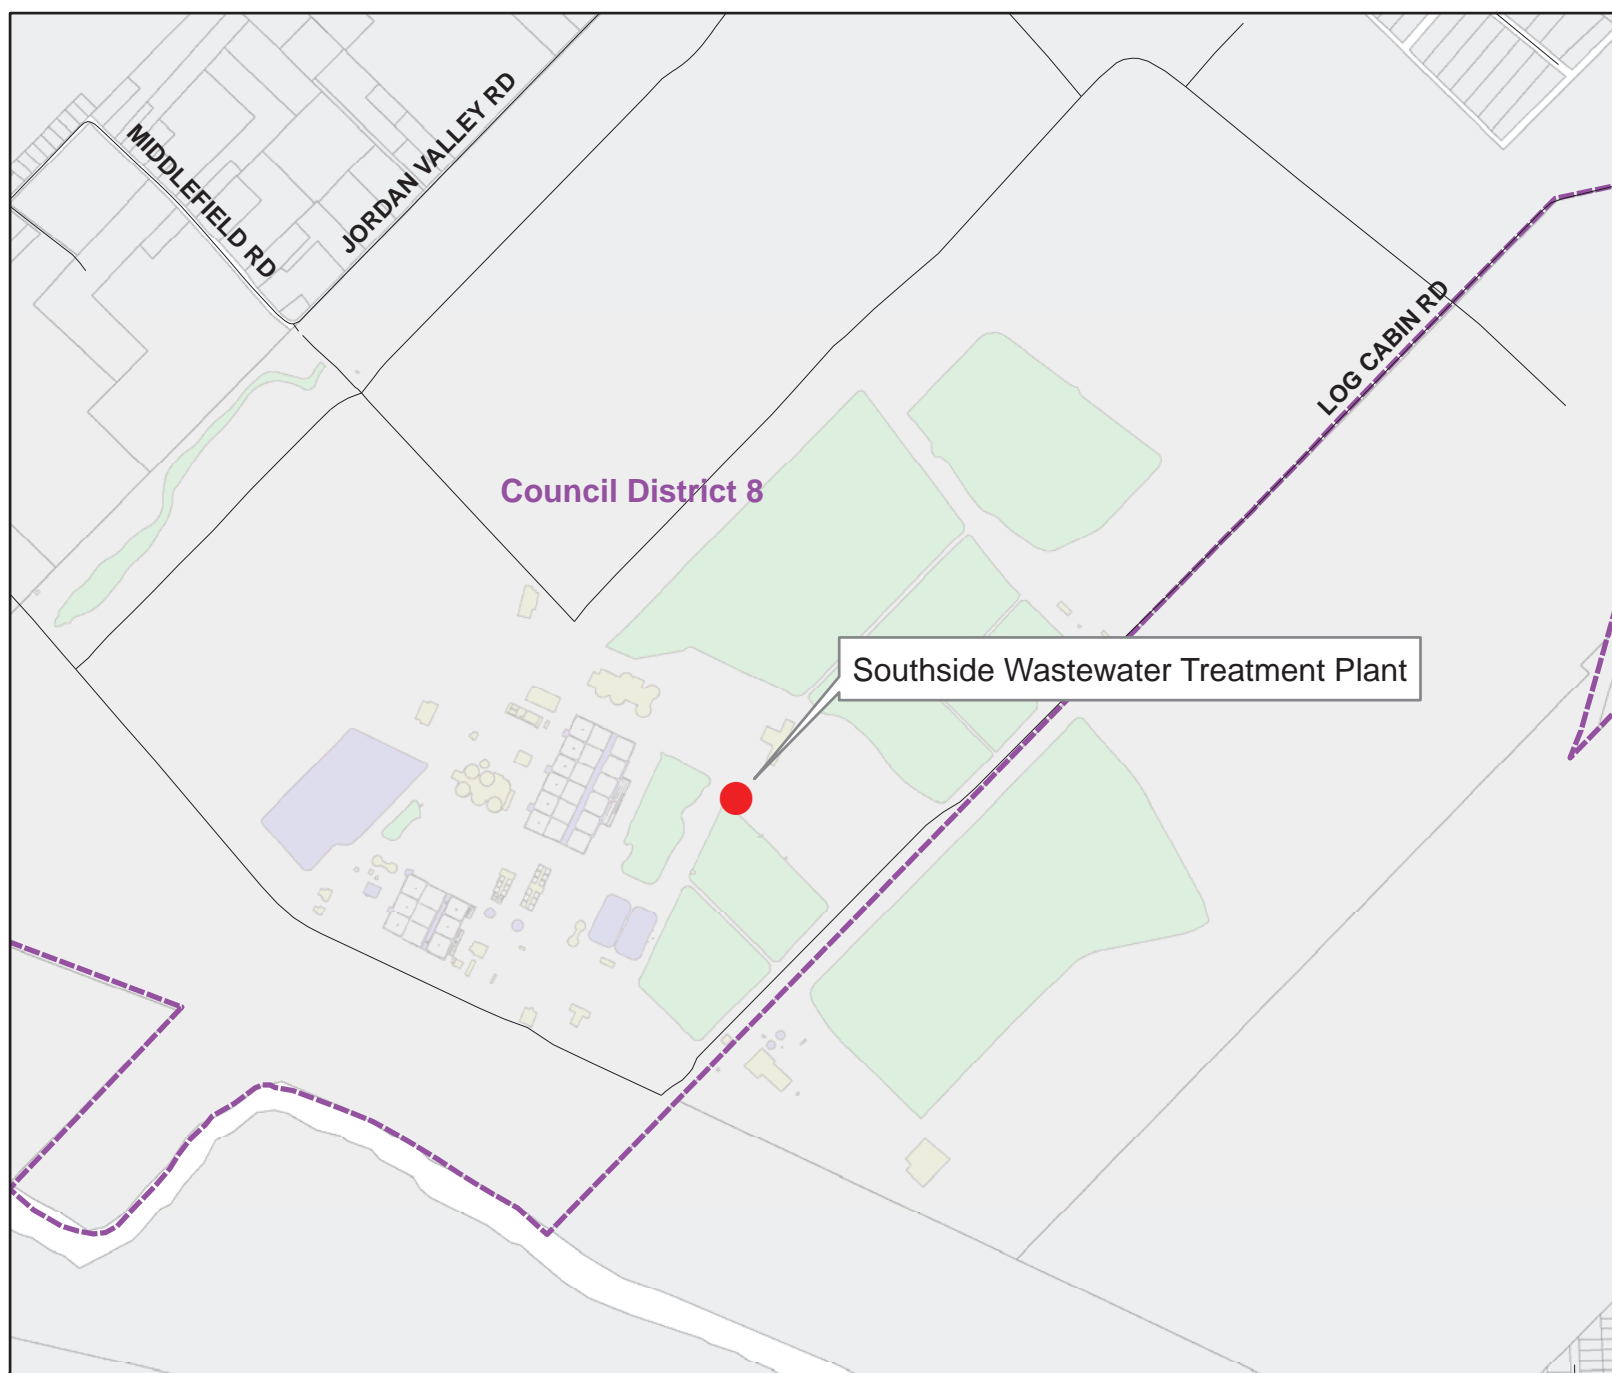 MIDDLEFIELD RD
JORDAN VALLEY RD
LOG CABIN RD
Council District 8
Southside Wastewater Treatment Plant